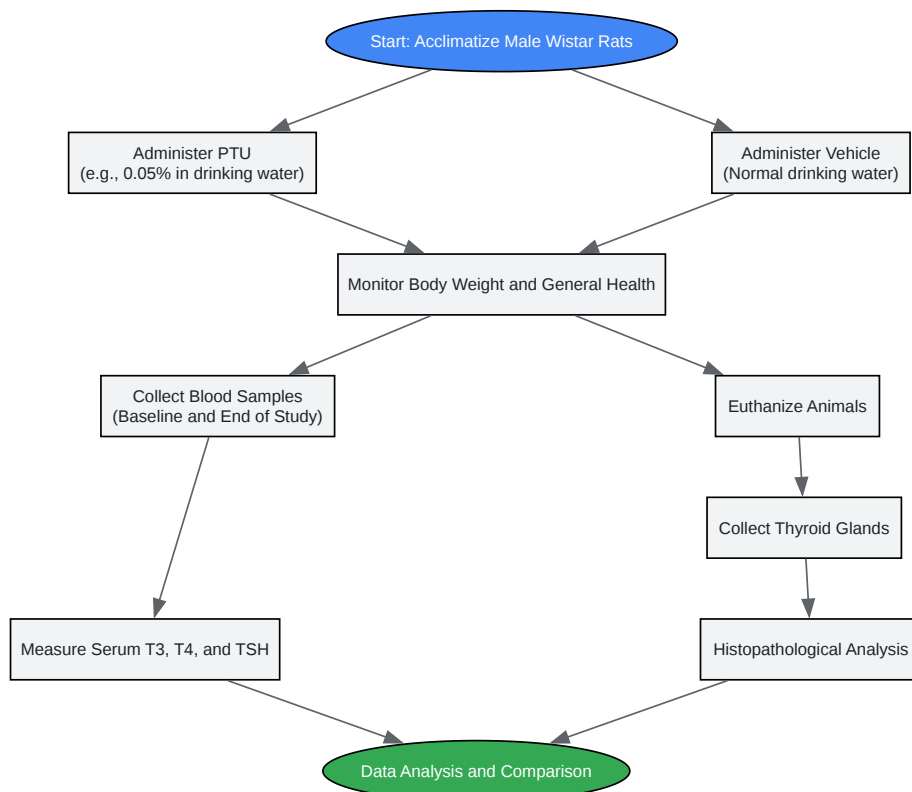 Start: Acclimatize Male Wistar Rats
Administer PTU
(e.g., 0.05% in drinking water)
Administer Vehicle
(Normal drinking water)
Monitor Body Weight and General Health
Collect Blood Samples
(Baseline and End of Study)
Euthanize Animals
Collect Thyroid Glands
Measure Serum T3, T4, and TSH
Histopathological Analysis
Data Analysis and Comparison